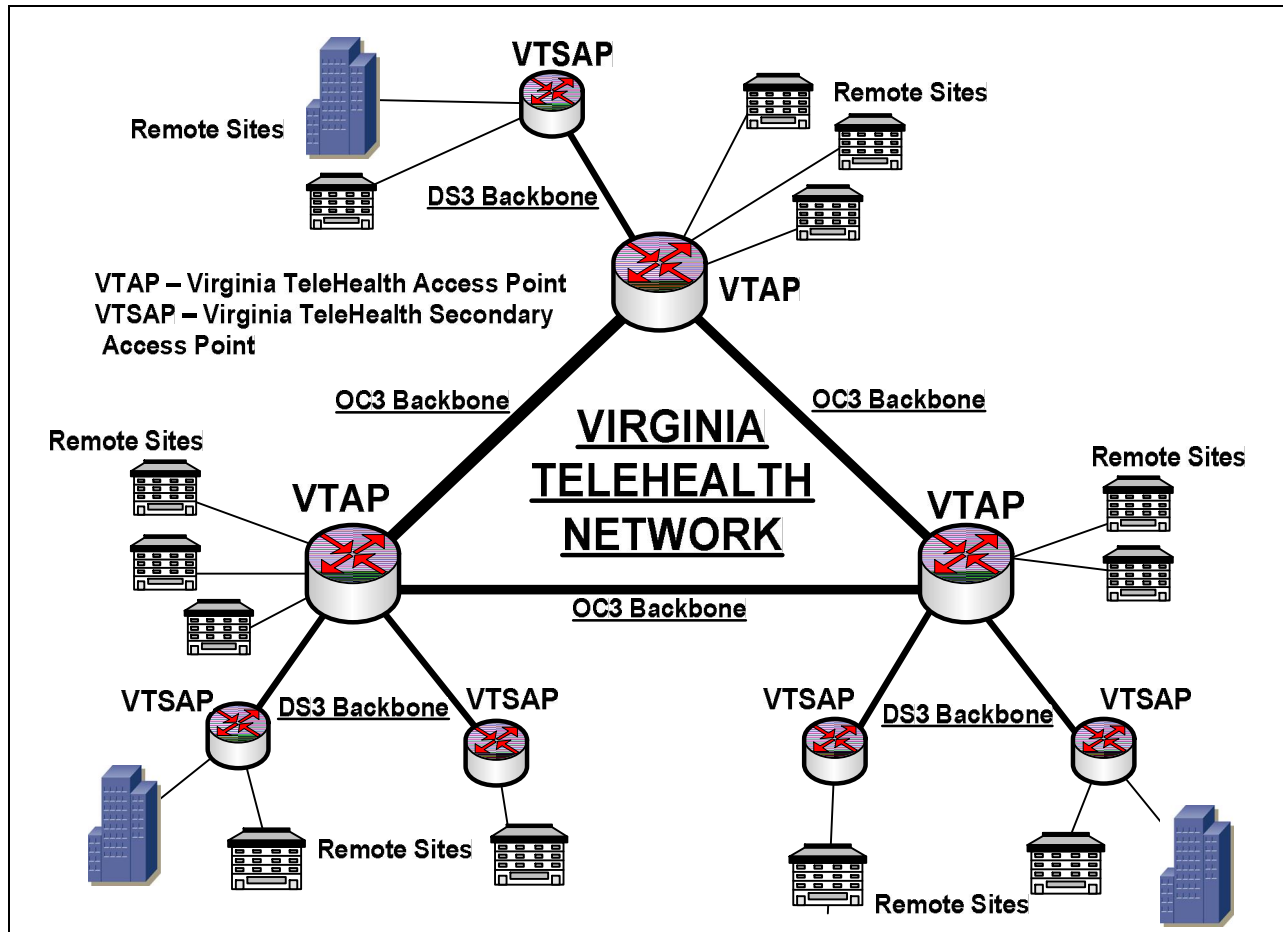 VTSAP
Remote Sites
Remote Sites
DS3 Backbone
VTAP – Virginia TeleHealth Access Point
VTSAP – Virginia TeleHealth Secondary
Access Point
VTAP
OC3 Backbone
OC3 Backbone
VIRGINIA
TELEHEALTH
NETWORK
Remote Sites
Remote Sites
VTAP
VTAP
OC3 Backbone
VTSAP
DS3 Backbone
VTSAP
VTSAP
DS3 Backbone
VTSAP
Remote Sites
Remote Sites